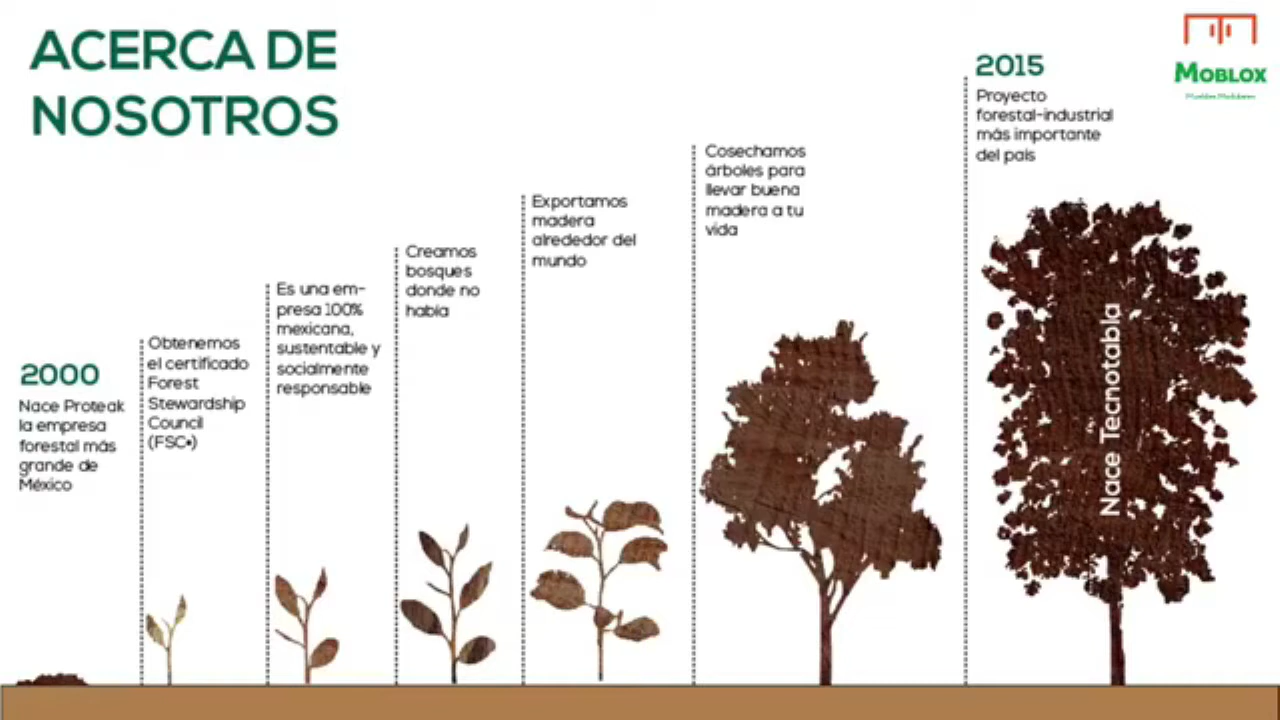 ACERCA DE
NOSOTROS
2000
Nace Proteak
la empresa
forestal más
grande de
México
Obtenemos
el certificado
Forest
Stewardship
Council
(FSC•)
Es una em-
presa 100%
mexicana,
sustentable y
socialmente
responsable
Creamos
bosques
donde no
había
Exportamos
madera
alrededor del
mundo
Cosechamos
árboles para
llevar buena
madera a tu
vida
2015
Proyecto
forestal-industrial
más importante
del país
Nace Tecnotabla
MOBLOX
Muebles Modulares